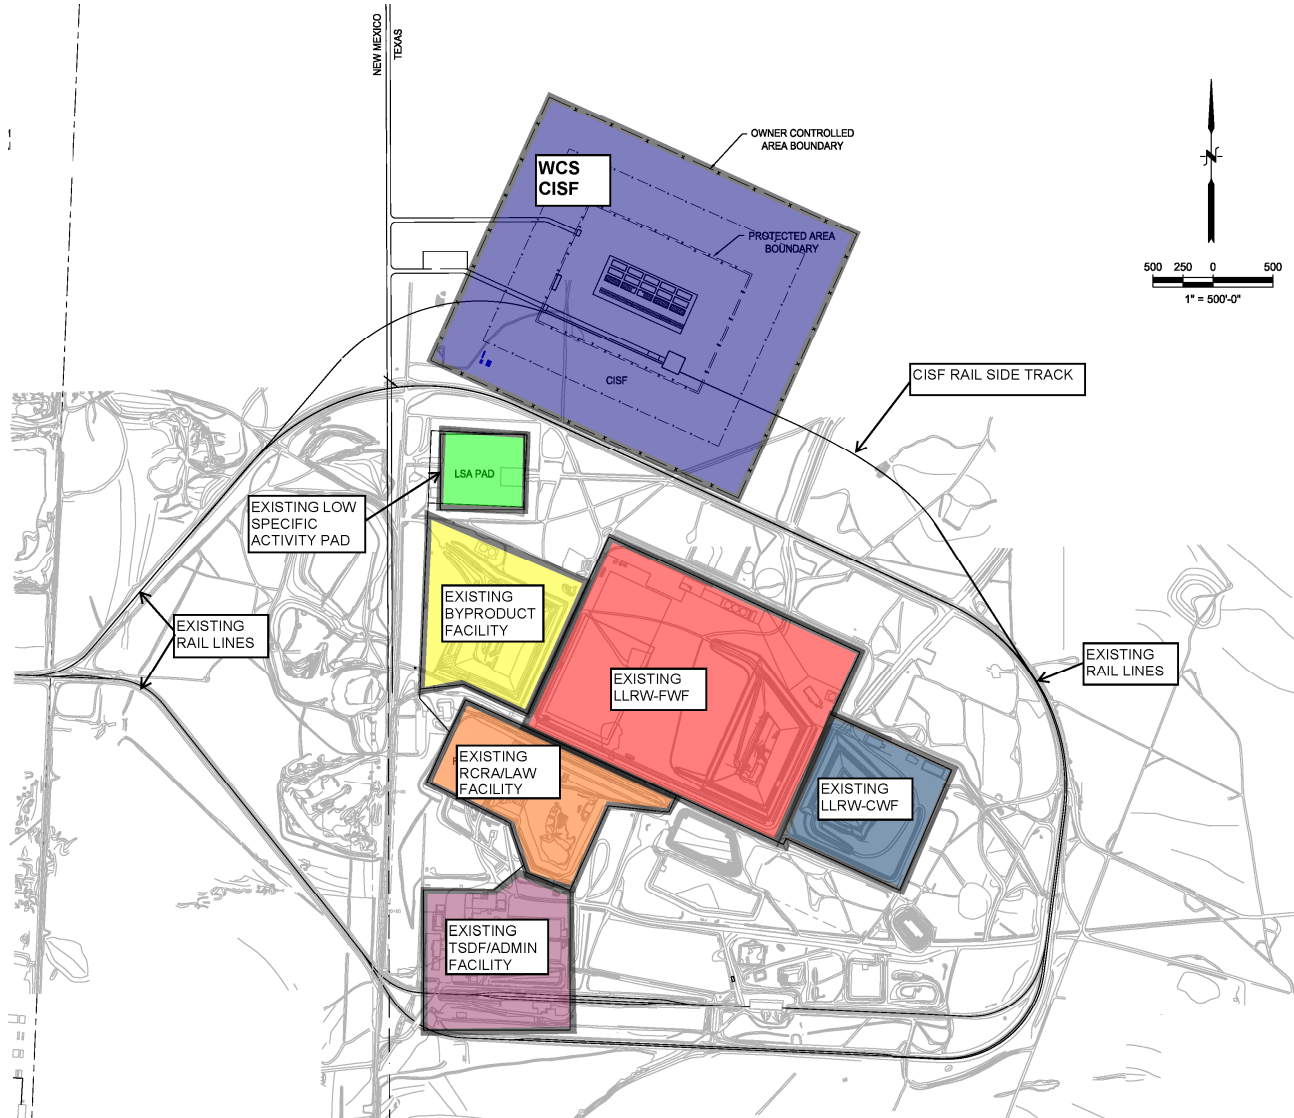 NEW MEXICO
TEXAS
OWNER CONTROLLED
AREA BOUNDARY
WCS
CISF
PROTECTED AREA
BOUNDARY
N
500 250 0 500
1" = 500'-0"
CISF
CISF RAIL SIDE TRACK
LSA PAD
EXISTING LOW
SPECIFIC
ACTIVITY PAD
EXISTING
BYPRODUCT
FACILITY
EXISTING
RAIL LINES
EXISTING
RAIL LINES
EXISTING
LLRW-FWF
EXISTING
RCRA/LAW
FACILITY
EXISTING
LLRW-CWF
EXISTING
TSDF/ADMIN
FACILITY